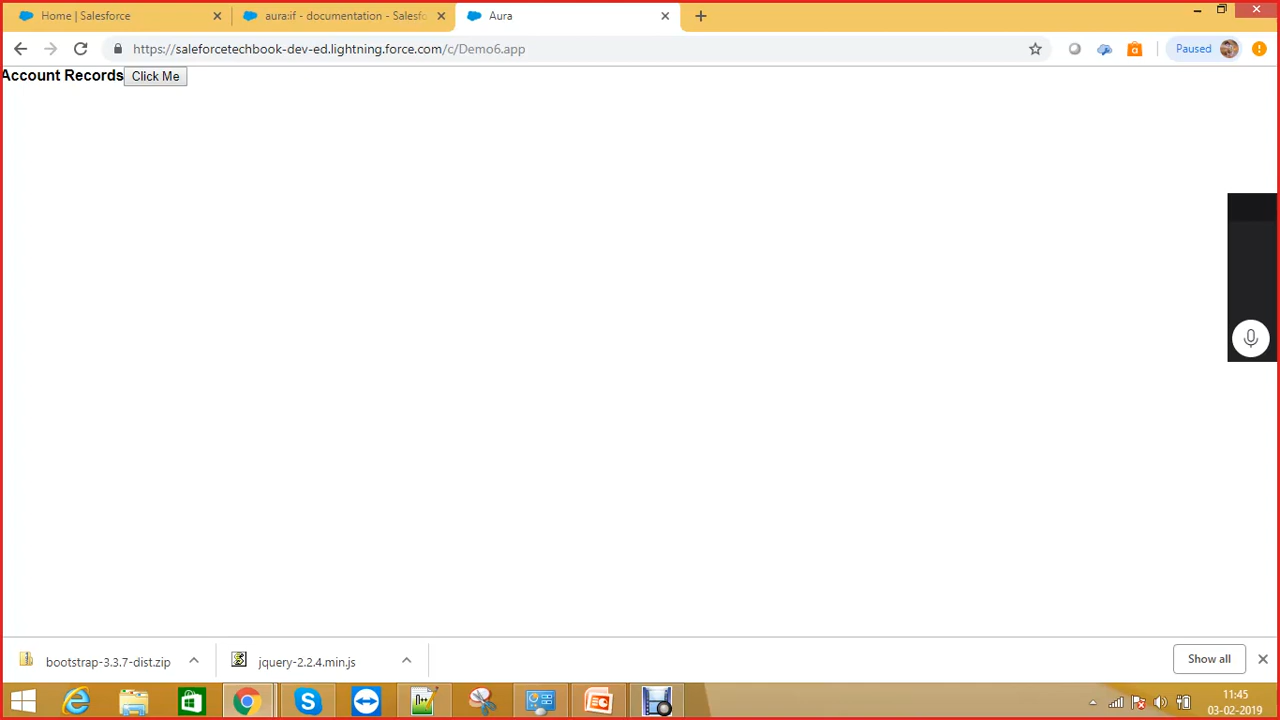 Home | Salesforce
aura:if - documentation - Salesfo
Aura
https://saleforcetechbook-dev-ed.lightning.force.com/c/Demo6.app
Paused
Account Records Click Me
bootstrap-3.3.7-dist.zip
jquery-2.2.4.min.js
Show all
11:45
03-02-2019